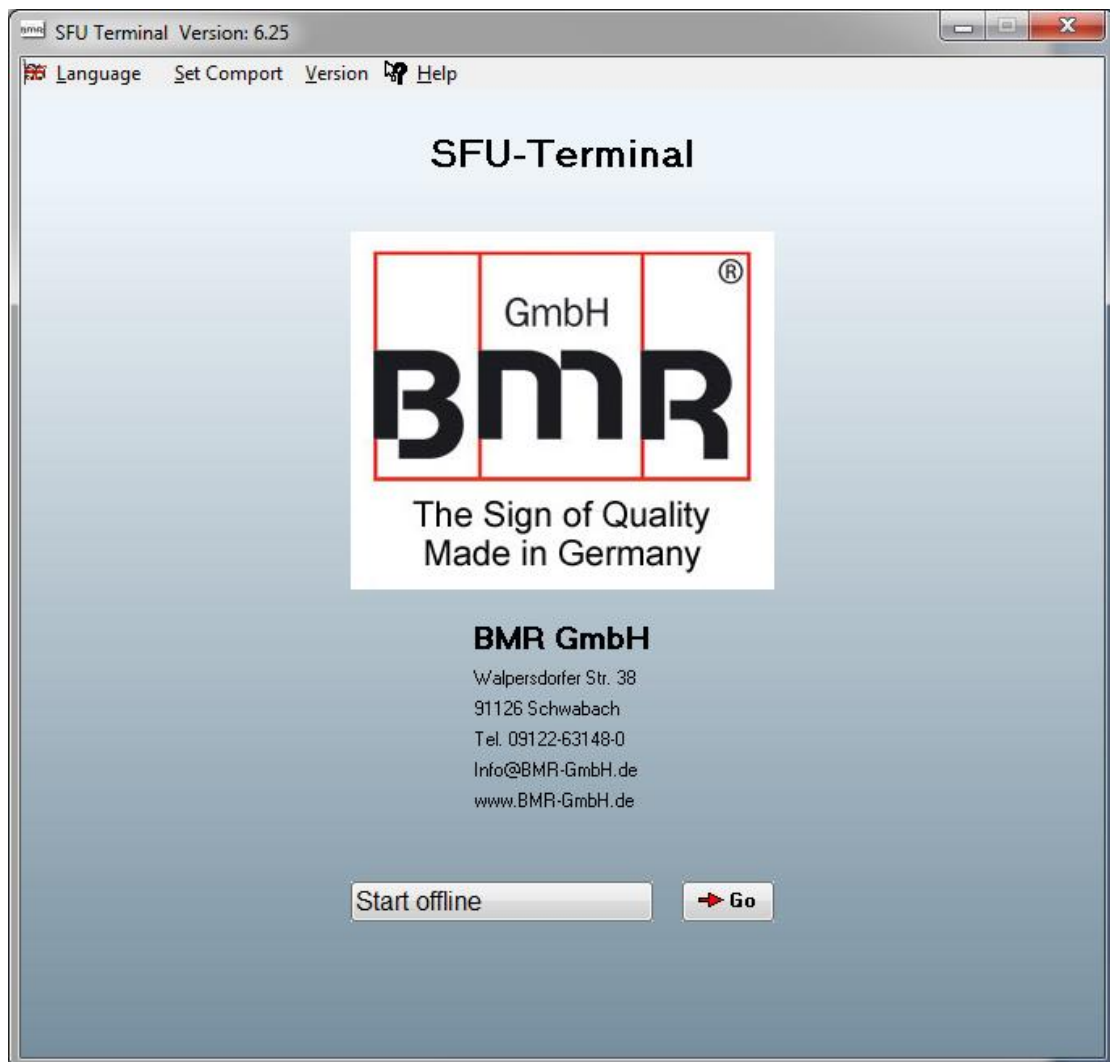 SFU Terminal Version: 6.25
Language Set Comport Version Help
SFU-Terminal
®
GmbH
BMR
The Sign of Quality
Made in Germany
BMR GmbH
Walpersdorfer Str. 38
91126 Schwabach
Tel. 09122-63148-0
Info@BMR-GmbH.de
www.BMR-GmbH.de
Start offline Go